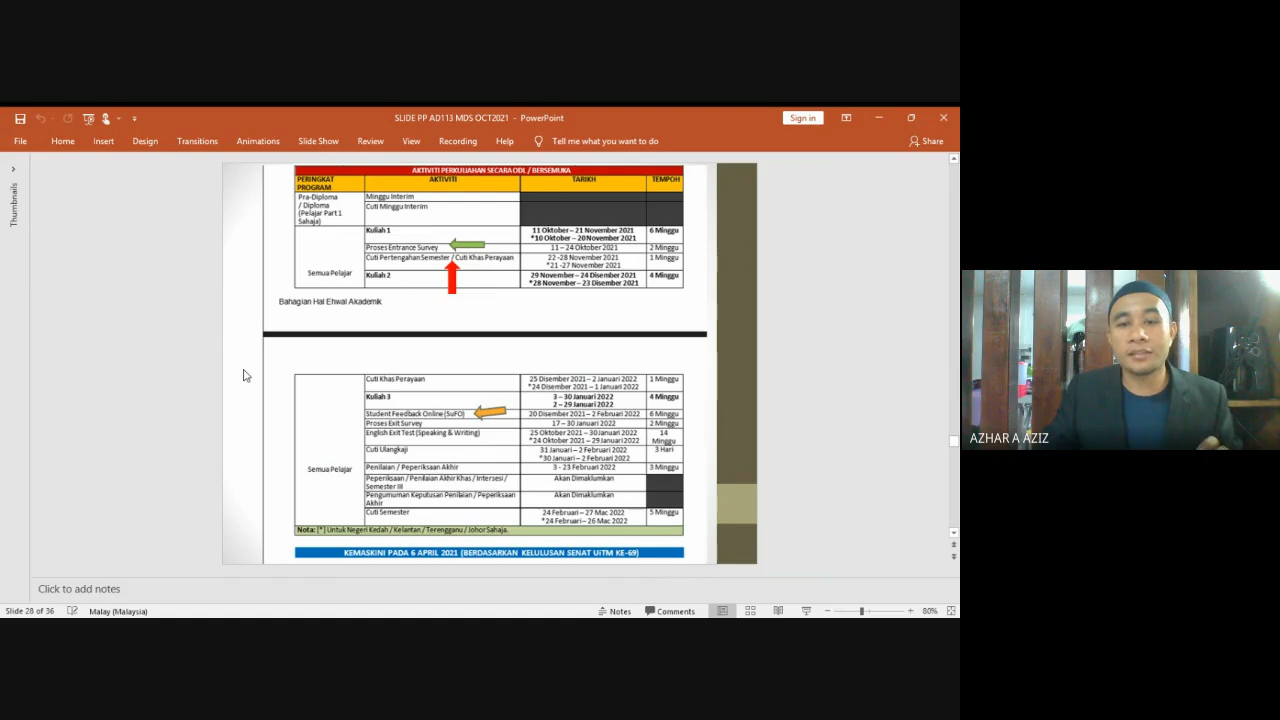 SLIDE PP AD113 MDS OCT2021 - PowerPoint
Sign in
File Home Insert Design Transitions Animations Slide Show Review View Recording Help Tell me what you want to do Share
Thumbnails
AKTIVITI PERKULIAHAN SECARA ODL / BERSEMUKA
PERINGKAT PROGRAM AKTIVITI TARIKH TEMPOH
Pra-Diploma
/ Diploma
(Pelajar Part 1
Sahaja)
Minggu Interim
Cuti Minggu Interim
Semua Pelajar
Kuliah 1 11 Oktober – 21 November 2021 6 Minggu
*10 Oktober – 20 November 2021
Proses Entrance Survey 11 – 24 Oktober 2021 2 Minggu
Cuti Pertengahan Semester / Cuti Khas Perayaan 22 -28 November 2021 1 Minggu
*21 -27 November 2021
Kuliah 2 29 November – 24 Disember 2021 4 Minggu
*28 November – 23 Disember 2021
Bahagian Hal Ehwal Akademik
Semua Pelajar
Cuti Khas Perayaan 25 Disember 2021 – 2 Januari 2022 1 Minggu
*24 Disember 2021 – 1 Januari 2022
Kuliah 3 3 - 30 Januari 2022 4 Minggu
2 – 29 Januari 2022
Student Feedback Online (SuFO) 20 Disember 2021 – 2 Februari 2022 6 Minggu
Proses Exit Survey 17 – 30 Januari 2022 2 Minggu
English Exit Test (Speaking & Writing) 25 Oktober 2021 – 30 Januari 2022 14 Minggu
*24 Oktober 2021 – 29 Januari 2022
Cuti Ulangkaji 31 Januari – 2 Februari 2022 3 Hari
*30 Januari – 2 Februari 2022
Penilaian / Peperiksaan Akhir 3 - 23 Februari 2022 3 Minggu
Peperiksaan / Penilaian Akhir Khas / Intersesi / Akan Dimaklumkan
Semester III
Pengumuman Keputusan Penilaian / Peperiksaan Akan Dimaklumkan
Akhir
Cuti Semester 24 Februari – 27 Mac 2022 5 Minggu
*24 Februari – 26 Mac 2022
Nota: [*] Untuk Negeri Kedah / Kelantan / Terengganu / Johor Sahaja.
KEMASKINI PADA 6 APRIL 2021 (BERDASARKAN KELULUSAN SENAT UiTM KE-69)
AZHAR A AZIZ
Click to add notes
Slide 28 of 36 Malay (Malaysia) Notes Comments 80%